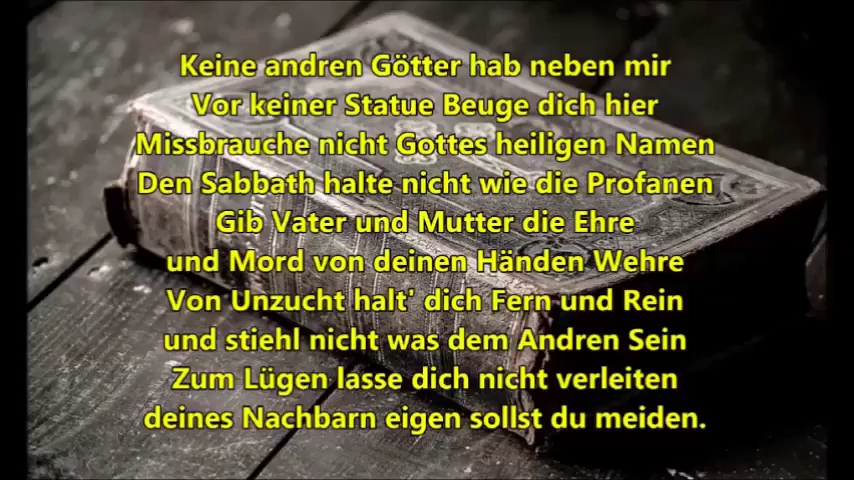 Keine andren Götter hab neben mir
Vor keiner Statue Beuge dich hier
Missbrauche nicht Gottes heiligen Namen
Den Sabbath halte nicht wie die Profanen
Gib Vater und Mutter die Ehre
und Mord von deinen Händen Wehre
Von Unzucht halt' dich Fern und Rein
und stiehl nicht was dem Andren Sein
Zum Lügen lasse dich nicht verleiten
deines Nachbarn eigen sollst du meiden.